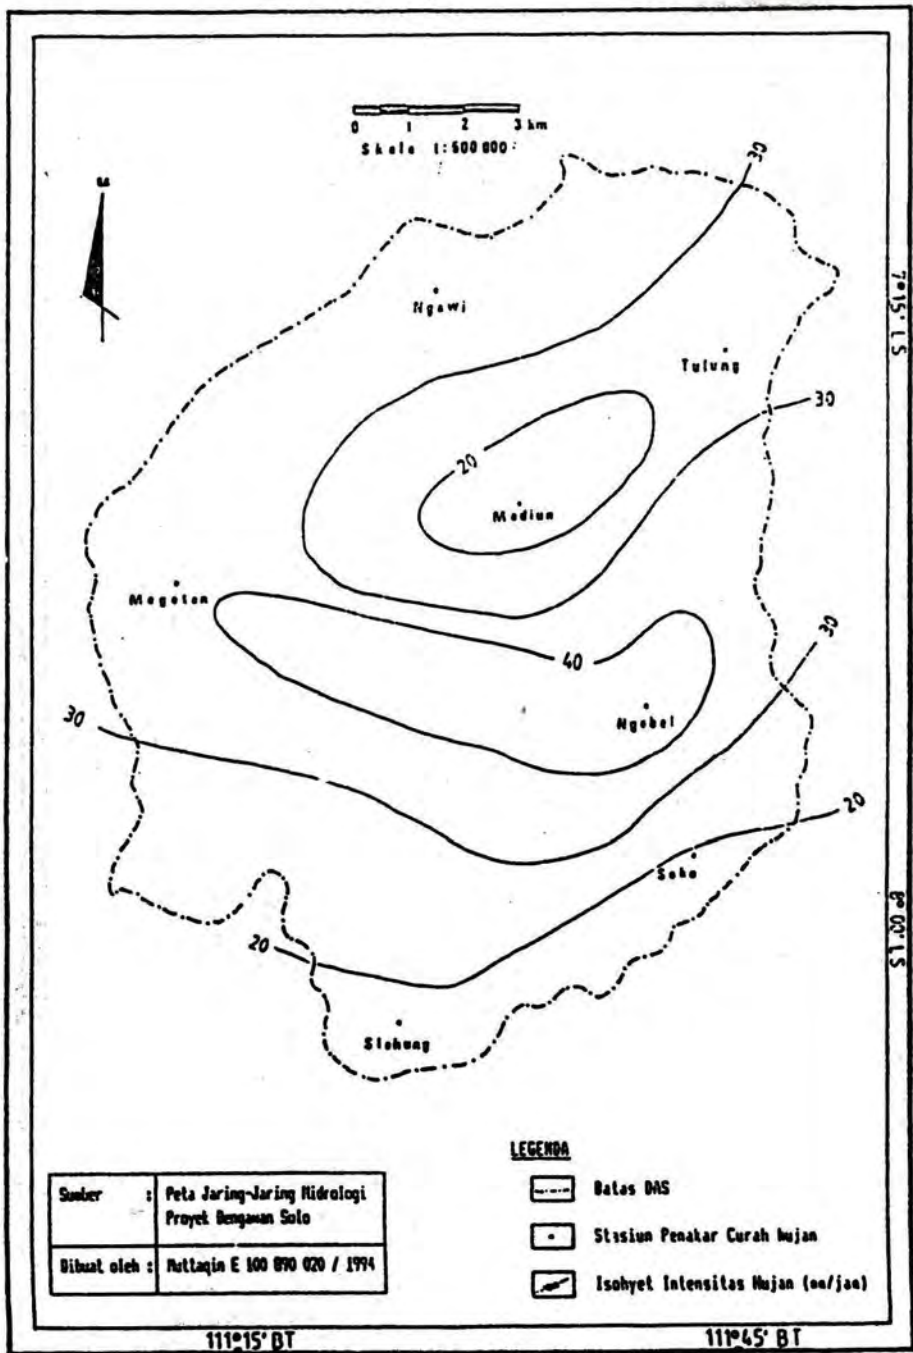 0 1 2 3 km
Skala 1:500 000
30
Ngawi
7°15' LS
Tulung
30
20
Madiun
Magetan
30
40
Ngebel
30
20
Soko
8°00' LS
20
Slahung
LEGENDA
Batas DAS
Stasiun Penakar Curah hujan
Isohyet Intensitas Hujan (mm/jam)
Sumber : Peta Jaring-Jaring Hidrologi
Proyek Bengawan Solo
Dibuat oleh : Muttaqin E 100 890 020 / 1994
111°15' BT
111°45' BT